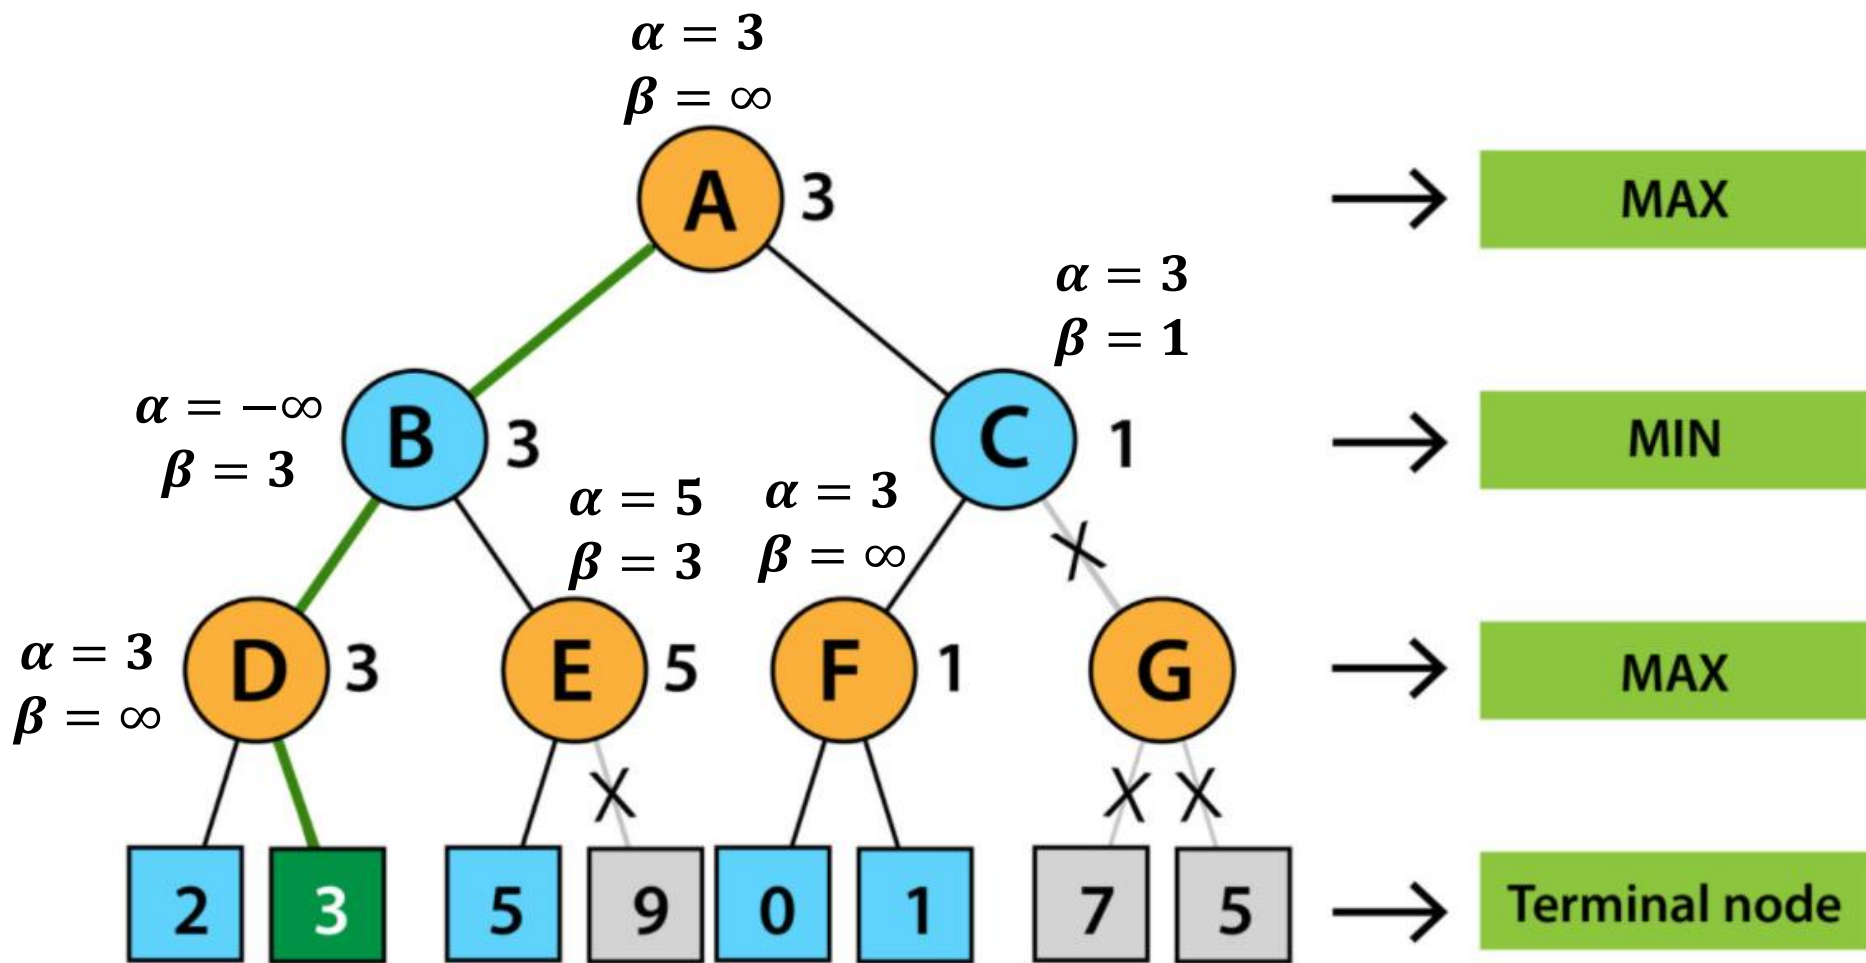 α = 3
β = ∞
A 3
MAX
α = 3
β = 1
α = −∞
β = 3
B 3
C 1
MIN
α = 5
β = 3
α = 3
β = ∞
α = 3
β = ∞
D 3
E 5
F 1
G
MAX
X
X
X X
2 3 5 9 0 1 7 5
Terminal node